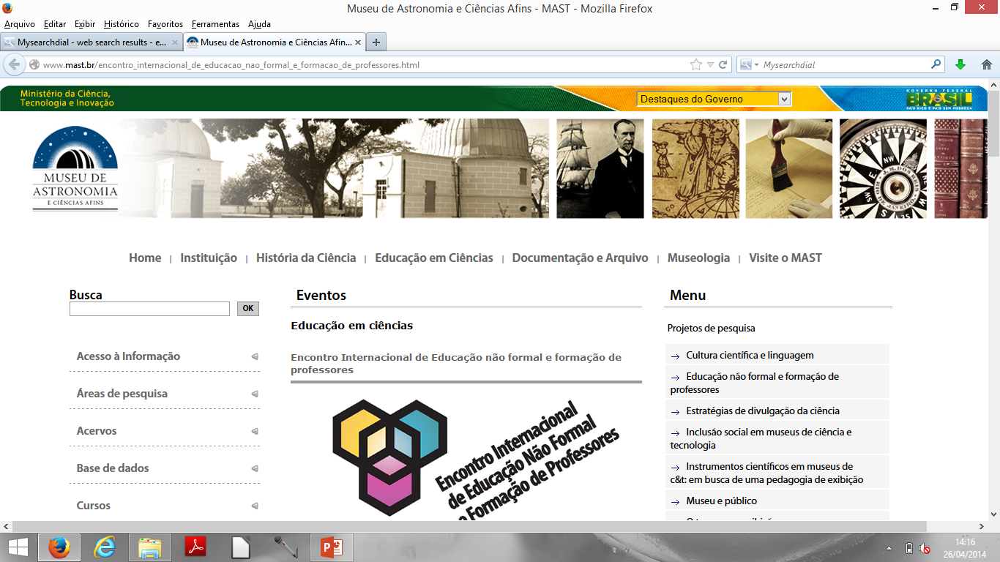 Museu de Astronomia e Ciências Afins - MAST - Mozilla Firefox
Arquivo Editar Exibir Histórico Favoritos Ferramentas Ajuda
Mysearchdial - web search results - e...
Museu de Astronomia e Ciências Afin...
www.mast.br/encontro_internacional_de_educacao_nao_formal_e_formacao_de_professores.html
Mysearchdial
Ministério da Ciência,
Tecnologia e Inovação
Destaques do Governo
GOVERNO FEDERAL
BRASIL
PAÍS RICO É PAÍS SEM POBREZA
MUSEU DE
ASTRONOMIA
E CIÊNCIAS AFINS
NW
W
SW
S
Home | Instituição | História da Ciência | Educação em Ciências | Documentação e Arquivo | Museologia | Visite o MAST
Busca
OK
Acesso à Informação
Áreas de pesquisa
Acervos
Base de dados
Cursos
Eventos
Educação em ciências
Encontro Internacional de Educação não formal e formação de
professores
Encontro Internacional
de Educação Não Formal
e Formação de Professores
Menu
Projetos de pesquisa
Cultura científica e linguagem
Educação não formal e formação de
professores
Estratégias de divulgação da ciência
Inclusão social em museus de ciência e
tecnologia
Instrumentos científicos em museus de
c&t: em busca de uma pedagogia de exibição
Museu e público
14:16
26/04/2014